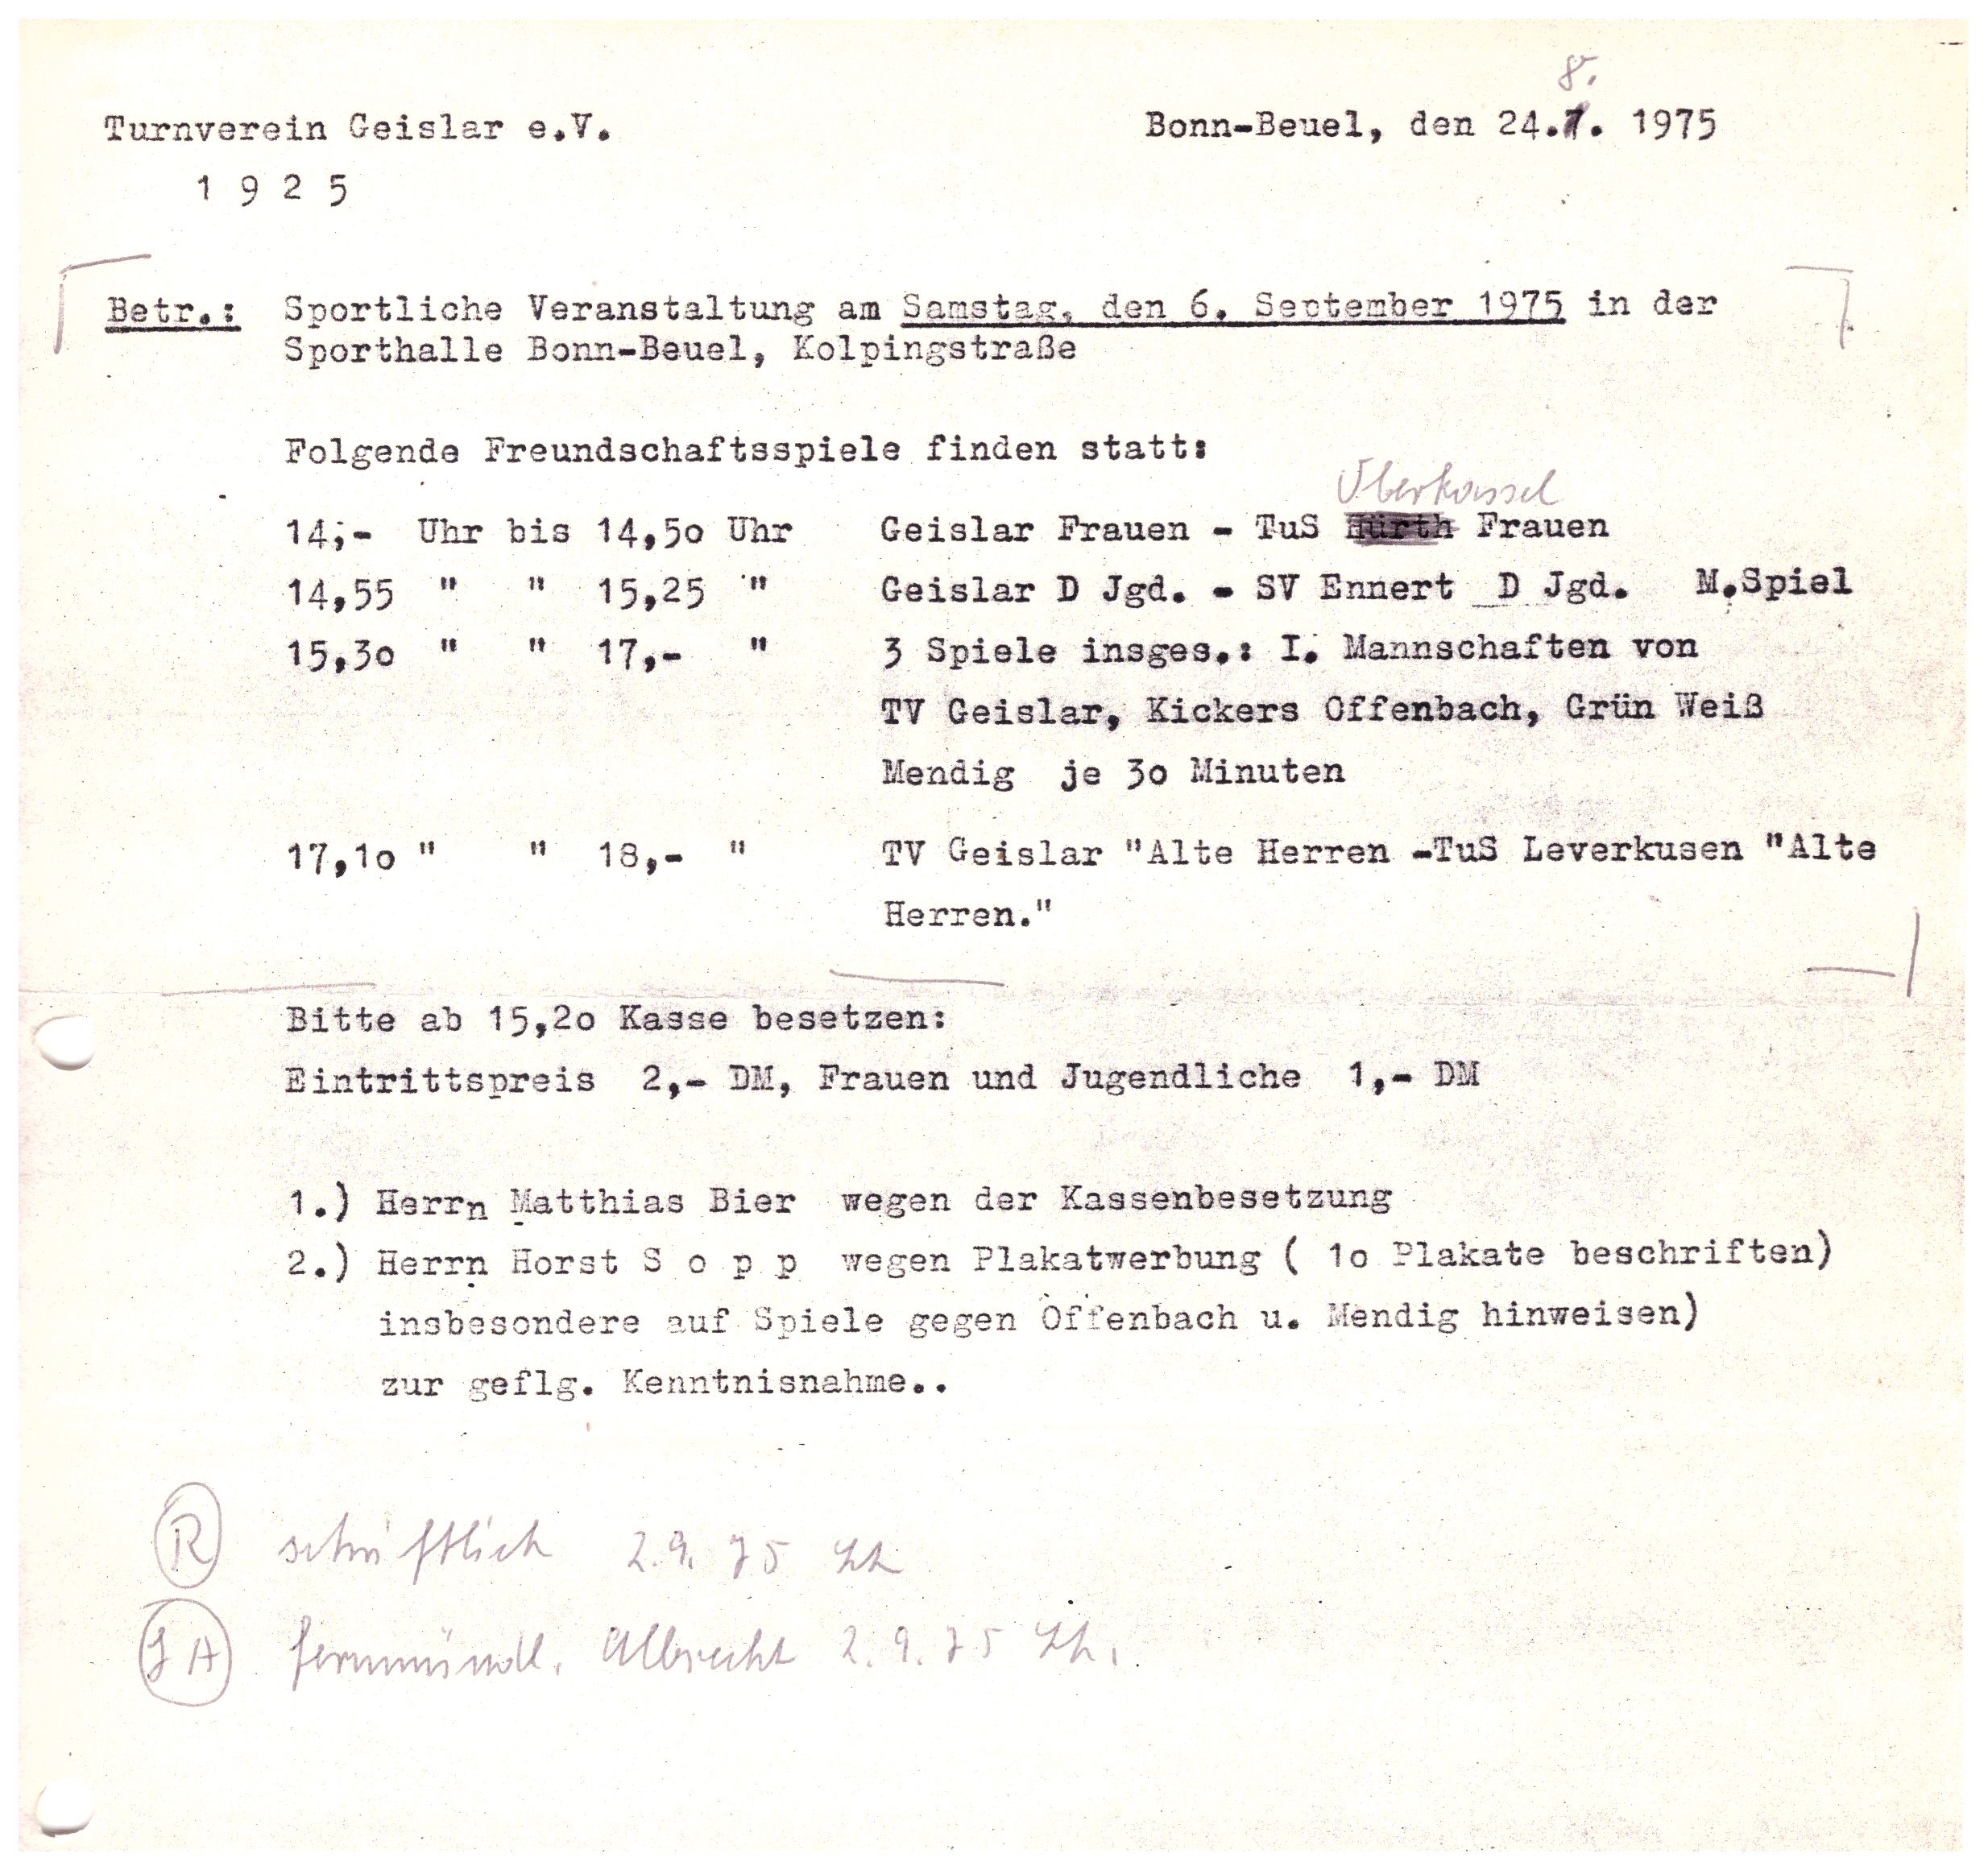 8.
Turnverein Geislar e.V. Bonn-Beuel, den 24.7. 1975
1 9 2 5
Betr.: Sportliche Veranstaltung am Samstag, den 6. September 1975 in der
Sporthalle Bonn-Beuel, Kolpingstraße
Folgende Freundschaftsspiele finden statt:
Oberkassel
14;- Uhr bis 14,5o Uhr Geislar Frauen - TuS Hürth Frauen
14,55 " " 15,25 " Geislar D Jgd. - SV Ennert D Jgd. M.Spiel
15,3o " " 17,- " 3 Spiele insges.: I. Mannschaften von
TV Geislar, Kickers Offenbach, Grün Weiß
Mendig je 3o Minuten
17,1o " " 18,- " TV Geislar "Alte Herren -TuS Leverkusen "Alte
Herren."
Bitte ab 15,2o Kasse besetzen:
Eintrittspreis 2,- DM, Frauen und Jugendliche 1,- DM
1.) Herrn Matthias Bier wegen der Kassenbesetzung
2.) Herrn Horst S o p p wegen Plakatwerbung ( 1o Plakate beschriften)
insbesondere auf Spiele gegen Offenbach u. Mendig hinweisen)
zur geflg. Kenntnisnahme..
R schriftlich 2.9.75
GA fernmündl. Albrecht 2.9.75